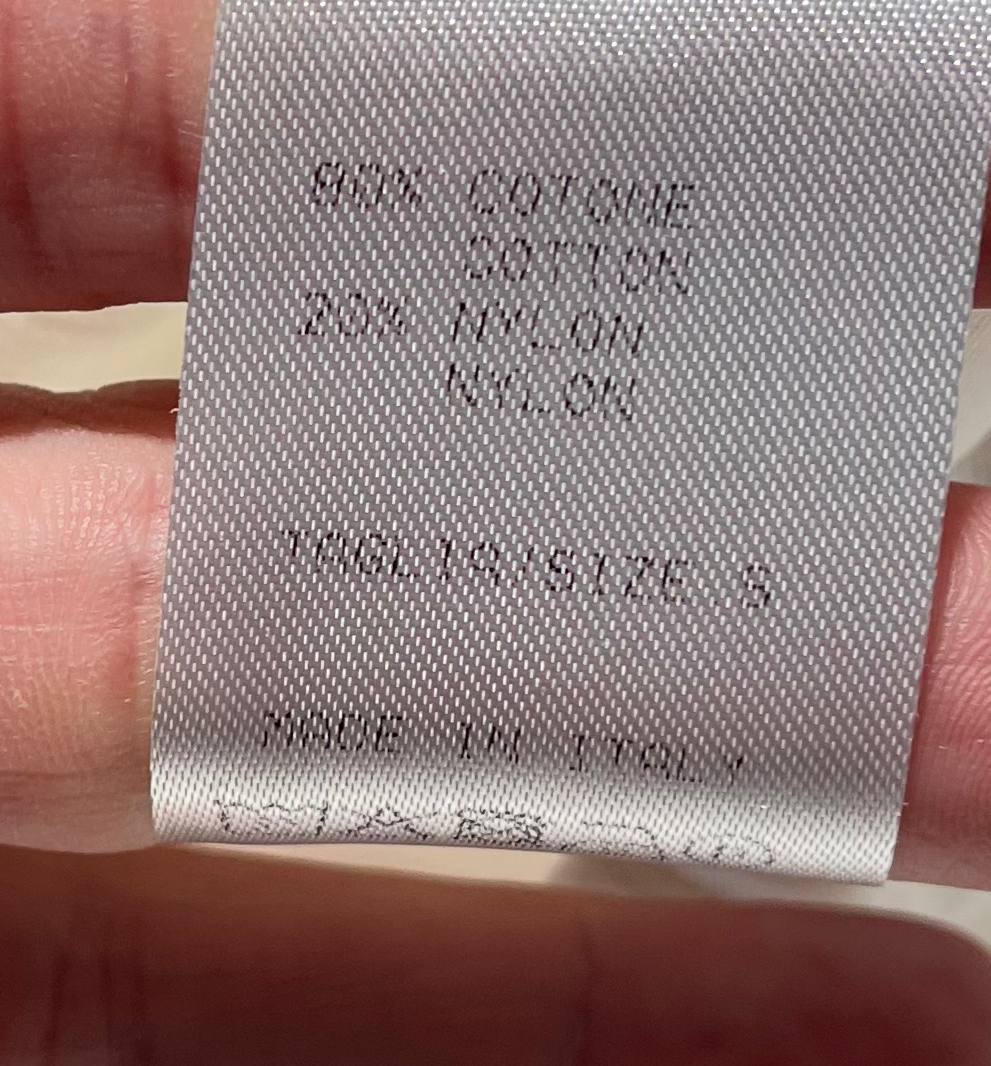 80% COTONE
COTTON
20% NYLON
NYLON
TAGLIA/SIZE S
MADE IN ITALY